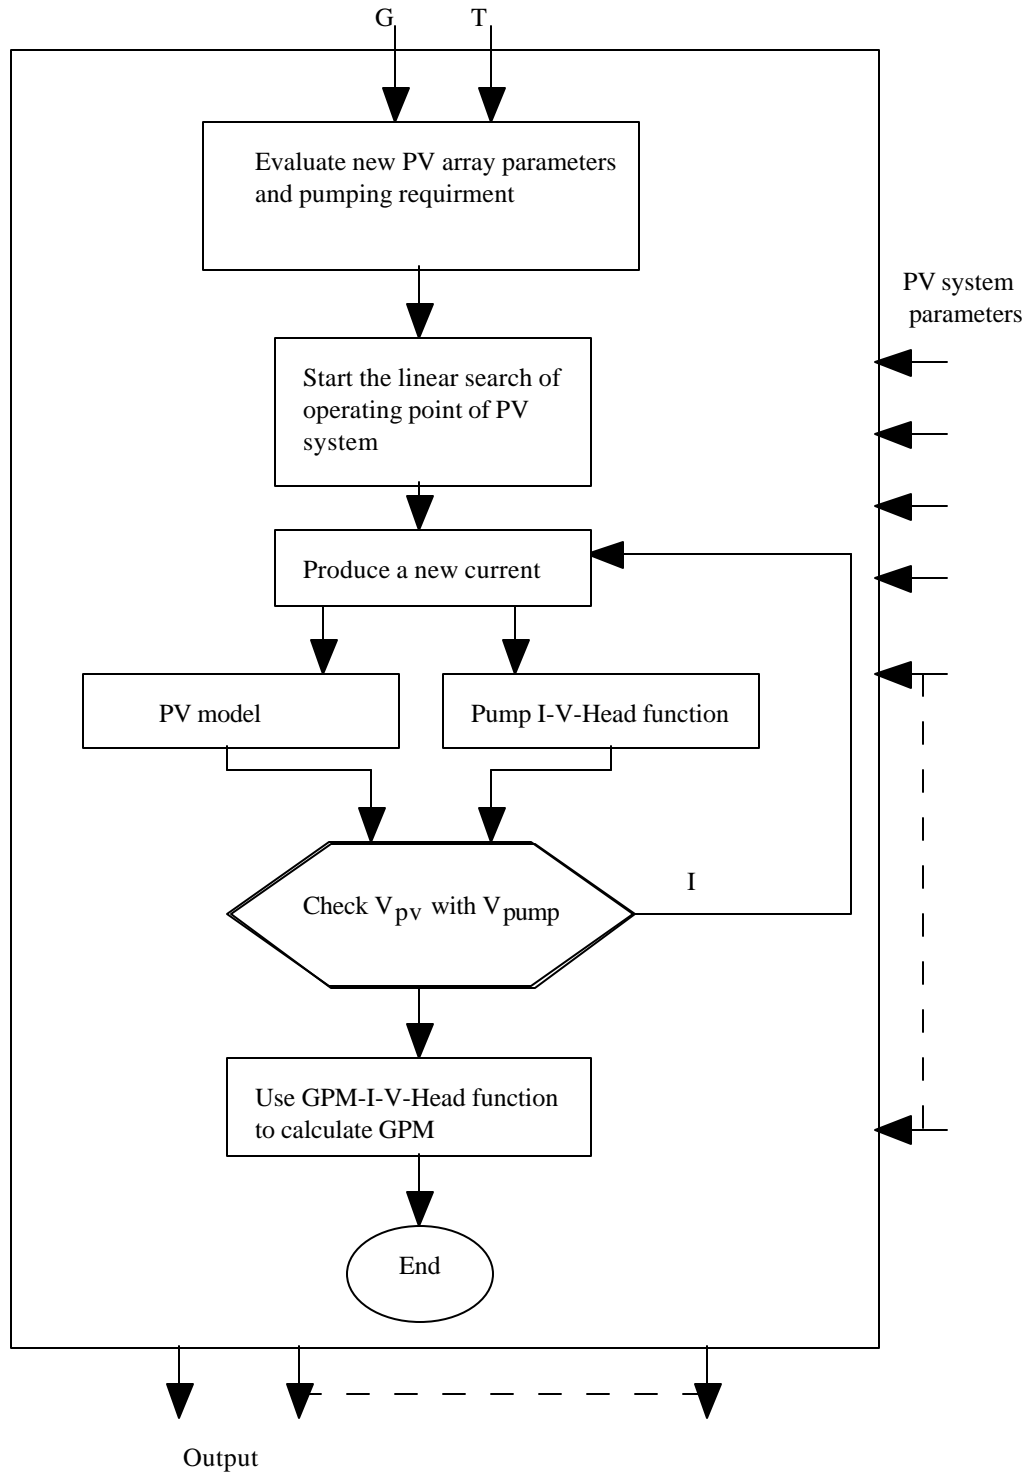 G T
Evaluate new PV array parameters
and pumping requirment
PV system
parameters
Start the linear search of
operating point of PV
system
Produce a new current
PV model
Pump I-V-Head function
I
Check Vpv with Vpump
Use GPM-I-V-Head function
to calculate GPM
End
Output